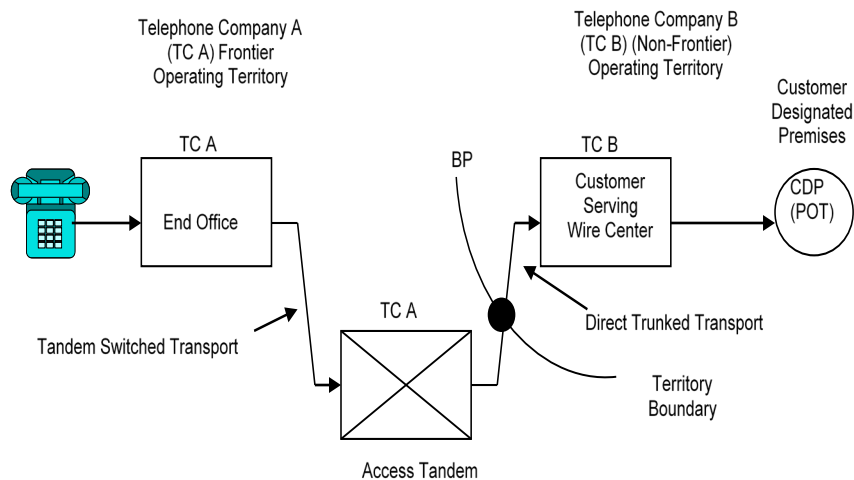 Telephone Company A
(TC A) Frontier
Operating Territory
Telephone Company B
(TC B) (Non-Frontier)
Operating Territory
Customer
Designated
Premises
TC A
End Office
BP
TC B
Customer
Serving
Wire Center
CDP
(POT)
Tandem Switched Transport
TC A
Direct Trunked Transport
Territory
Boundary
Access Tandem